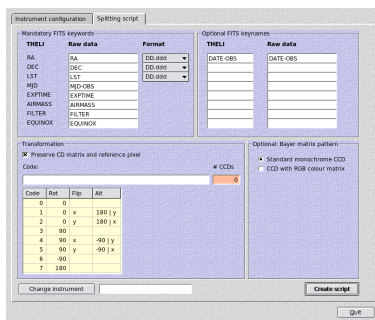 Instrument configuration Splitting script
Mandatory FITS keywords
THELI Raw data Format
RA RA DD.ddd
DEC DEC DD.ddd
LST LST DD.ddd
MJD MJD-OBS
EXPTIME EXPTIME
AIRMASS AIRMASS
FILTER FILTER
EQUINOX EQUINOX
Optional FITS keynames
THELI Raw data
DATE-OBS DATE-OBS
Transformation
Preserve CD matrix and reference pixel
Code: # CCDs
0
Code Rot Flip Alt
0 0
1 0 x 180 | y
2 0 y 180 | x
3 90
4 90 x -90 | y
5 90 y -90 | x
6 -90
7 180
Optional: Bayer matrix pattern
Standard monochrome CCD
CCD with RGB colour matrix
Change instrument
Create script
Quit